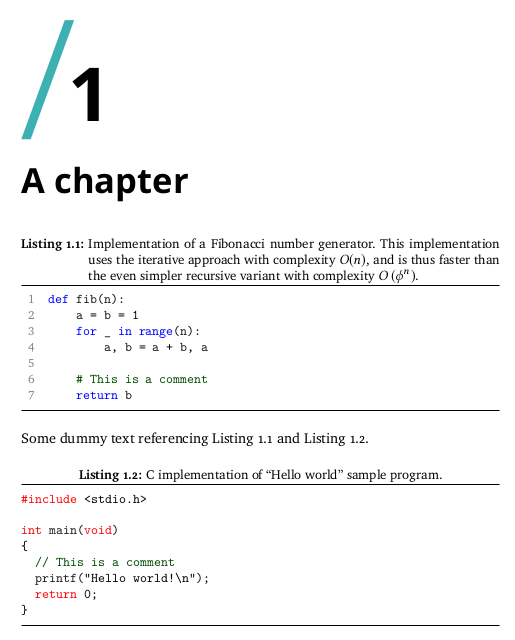 /1
A chapter
Listing 1.1: Implementation of a Fibonacci number generator. This implementation
uses the iterative approach with complexity O(n), and is thus faster than
the even simpler recursive variant with complexity O (ϕⁿ).
1 def fib(n):
2     a = b = 1
3     for _ in range(n):
4         a, b = a + b, a
5
6     # This is a comment
7     return b
Some dummy text referencing Listing 1.1 and Listing 1.2.
Listing 1.2: C implementation of “Hello world” sample program.
#include <stdio.h>

int main(void)
{
  // This is a comment
  printf("Hello world!\n");
  return 0;
}